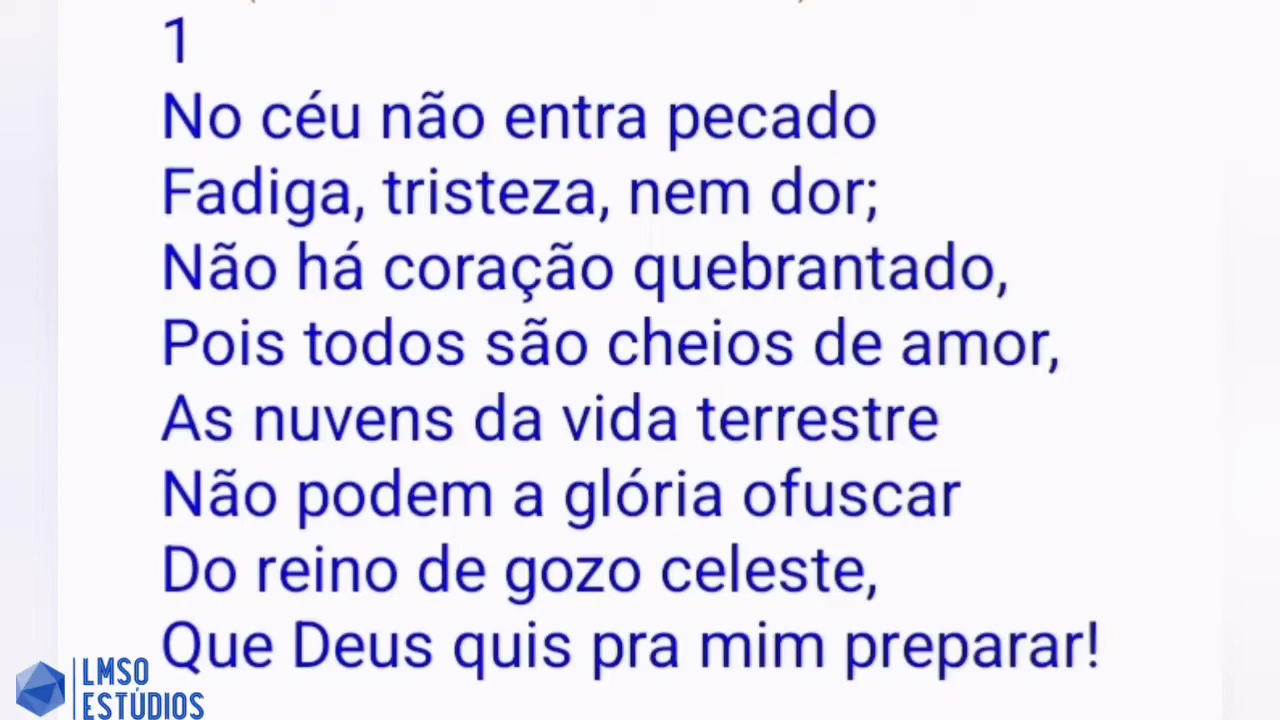 1
No céu não entra pecado
Fadiga, tristeza, nem dor;
Não há coração quebrantado,
Pois todos são cheios de amor,
As nuvens da vida terrestre
Não podem a glória ofuscar
Do reino de gozo celeste,
Que Deus quis pra mim preparar!
LMSO
ESTÚDIOS